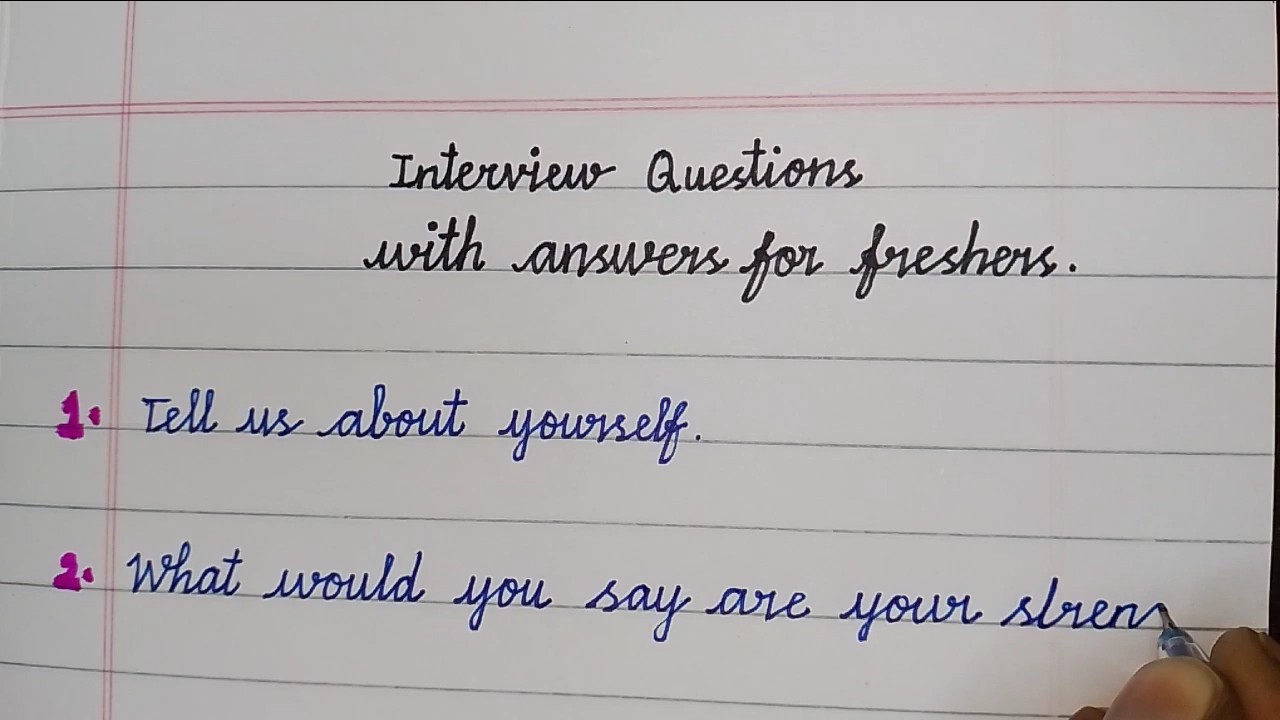 Interview Questions
with answers for freshers.
1. Tell us about yourself.
2. What would you say are your stren